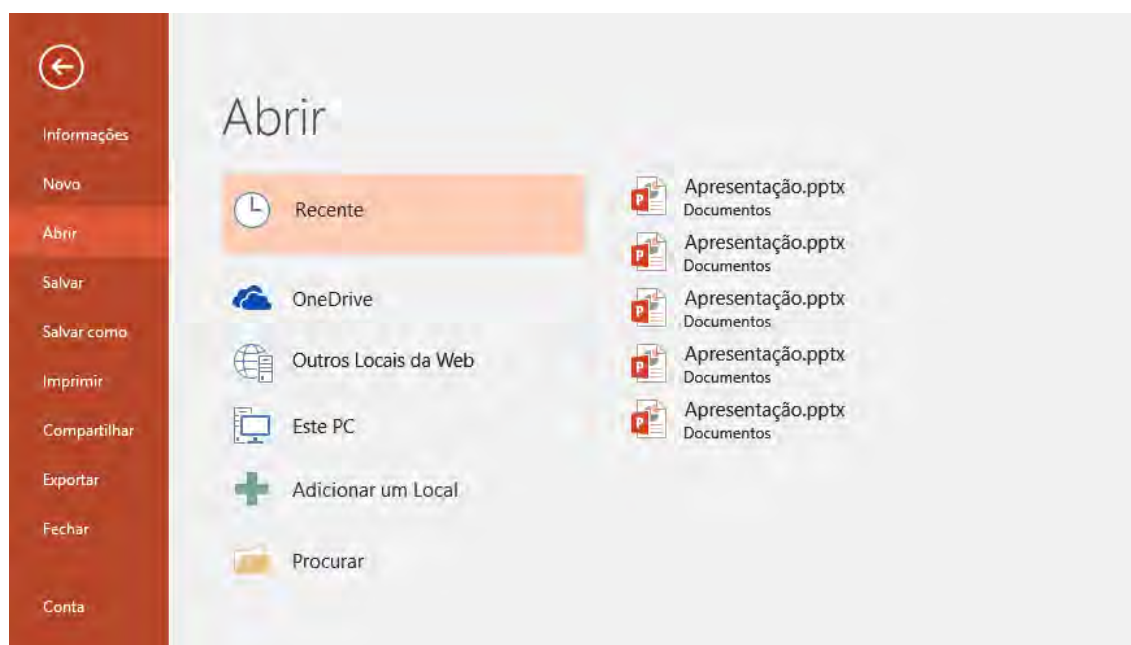 Informações
Novo
Abrir
Salvar
Salvar como
Imprimir
Compartilhar
Exportar
Fechar
Conta
Abrir
Recente
OneDrive
Outros Locais da Web
Este PC
Adicionar um Local
Procurar
Apresentação.pptx
Documentos
Apresentação.pptx
Documentos
Apresentação.pptx
Documentos
Apresentação.pptx
Documentos
Apresentação.pptx
Documentos